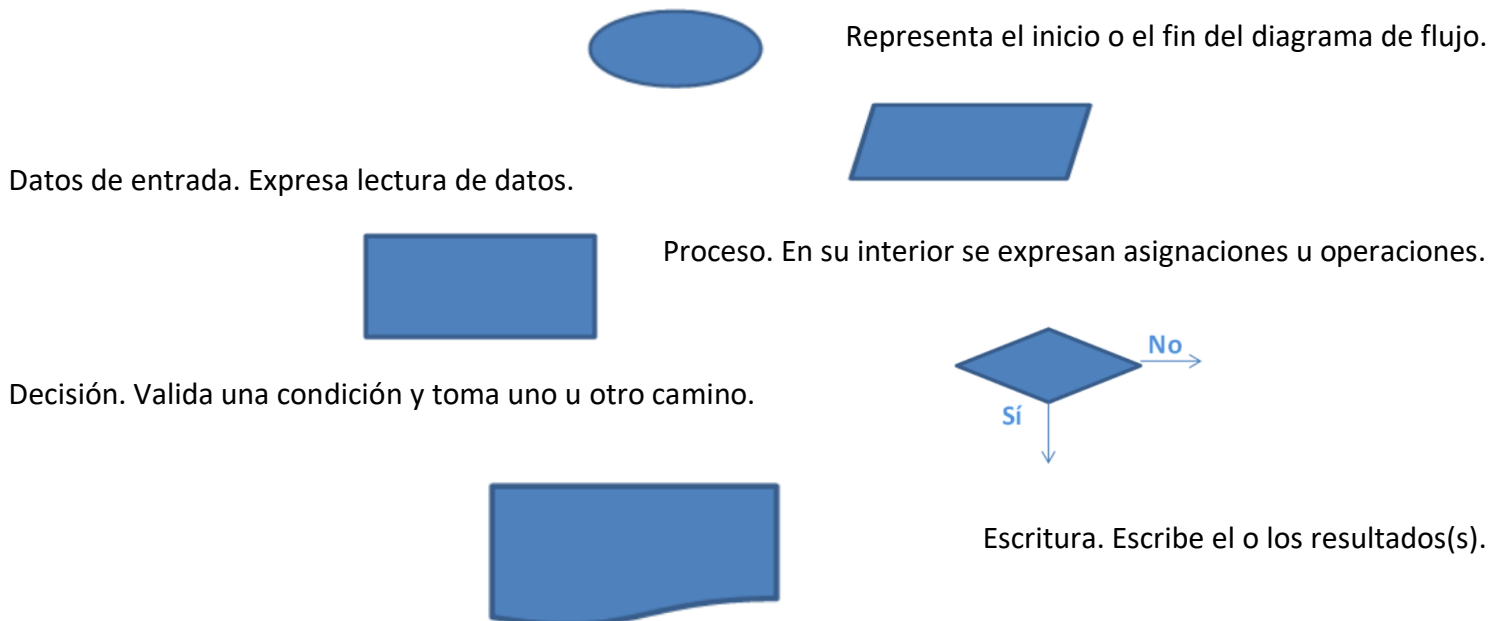 Representa el inicio o el fin del diagrama de flujo.
Datos de entrada. Expresa lectura de datos.
Proceso. En su interior se expresan asignaciones u operaciones.
No
Decisión. Valida una condición y toma uno u otro camino.
Sí
Escritura. Escribe el o los resultados(s).